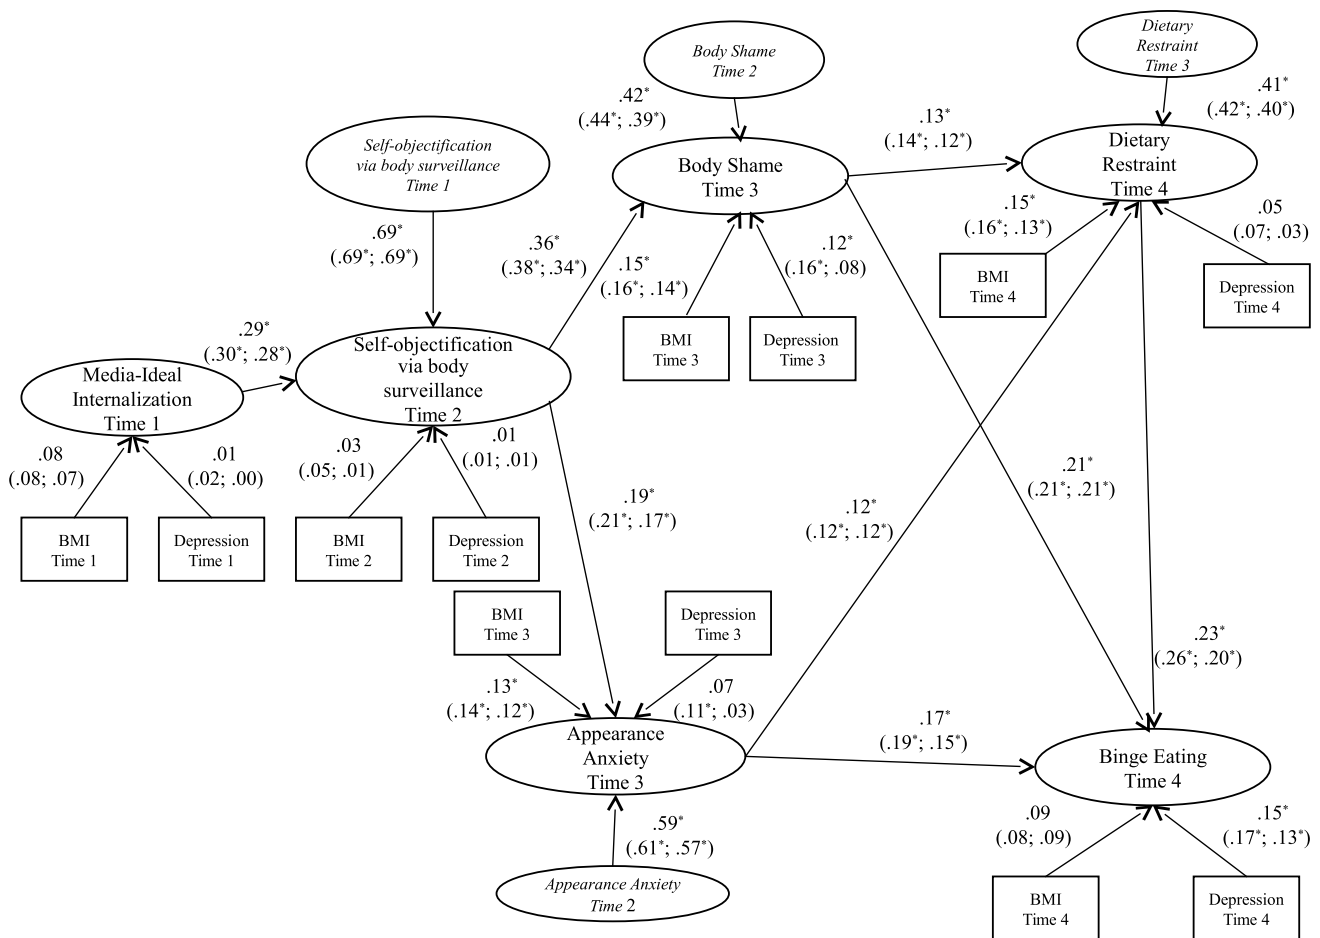 Body Shame
Time 2
Dietary
Restraint
Time 3
.42*
(.44*; .39*)
.13*
(.14*; .12*)
.41*
(.42*; .40*)
Self-objectification
via body surveillance
Time 1
Body Shame
Time 3
Dietary
Restraint
Time 4
.69*
(.69*; .69*)
.36*
(.38*; .34*)
.15*
(.16*; .14*)
.12*
(.16*; .08)
.15*
(.16*; .13*)
.05
(.07; .03)
BMI
Time 4
Depression
Time 4
BMI
Time 3
Depression
Time 3
.29*
(.30*; .28*)
Media-Ideal
Internalization
Time 1
Self-objectification
via body
surveillance
Time 2
.08
(.08; .07)
.01
(.02; .00)
.03
(.05; .01)
.01
(.01; .01)
BMI
Time 1
Depression
Time 1
BMI
Time 2
Depression
Time 2
.19*
(.21*; .17*)
.12*
(.12*; .12*)
.21*
(.21*; .21*)
BMI
Time 3
Depression
Time 3
.23*
(.26*; .20*)
.13*
(.14*; .12*)
.07
(.11*; .03)
Appearance
Anxiety
Time 3
.17*
(.19*; .15*)
Binge Eating
Time 4
.59*
(.61*; .57*)
.09
(.08; .09)
.15*
(.17*; .13*)
Appearance Anxiety
Time 2
BMI
Time 4
Depression
Time 4